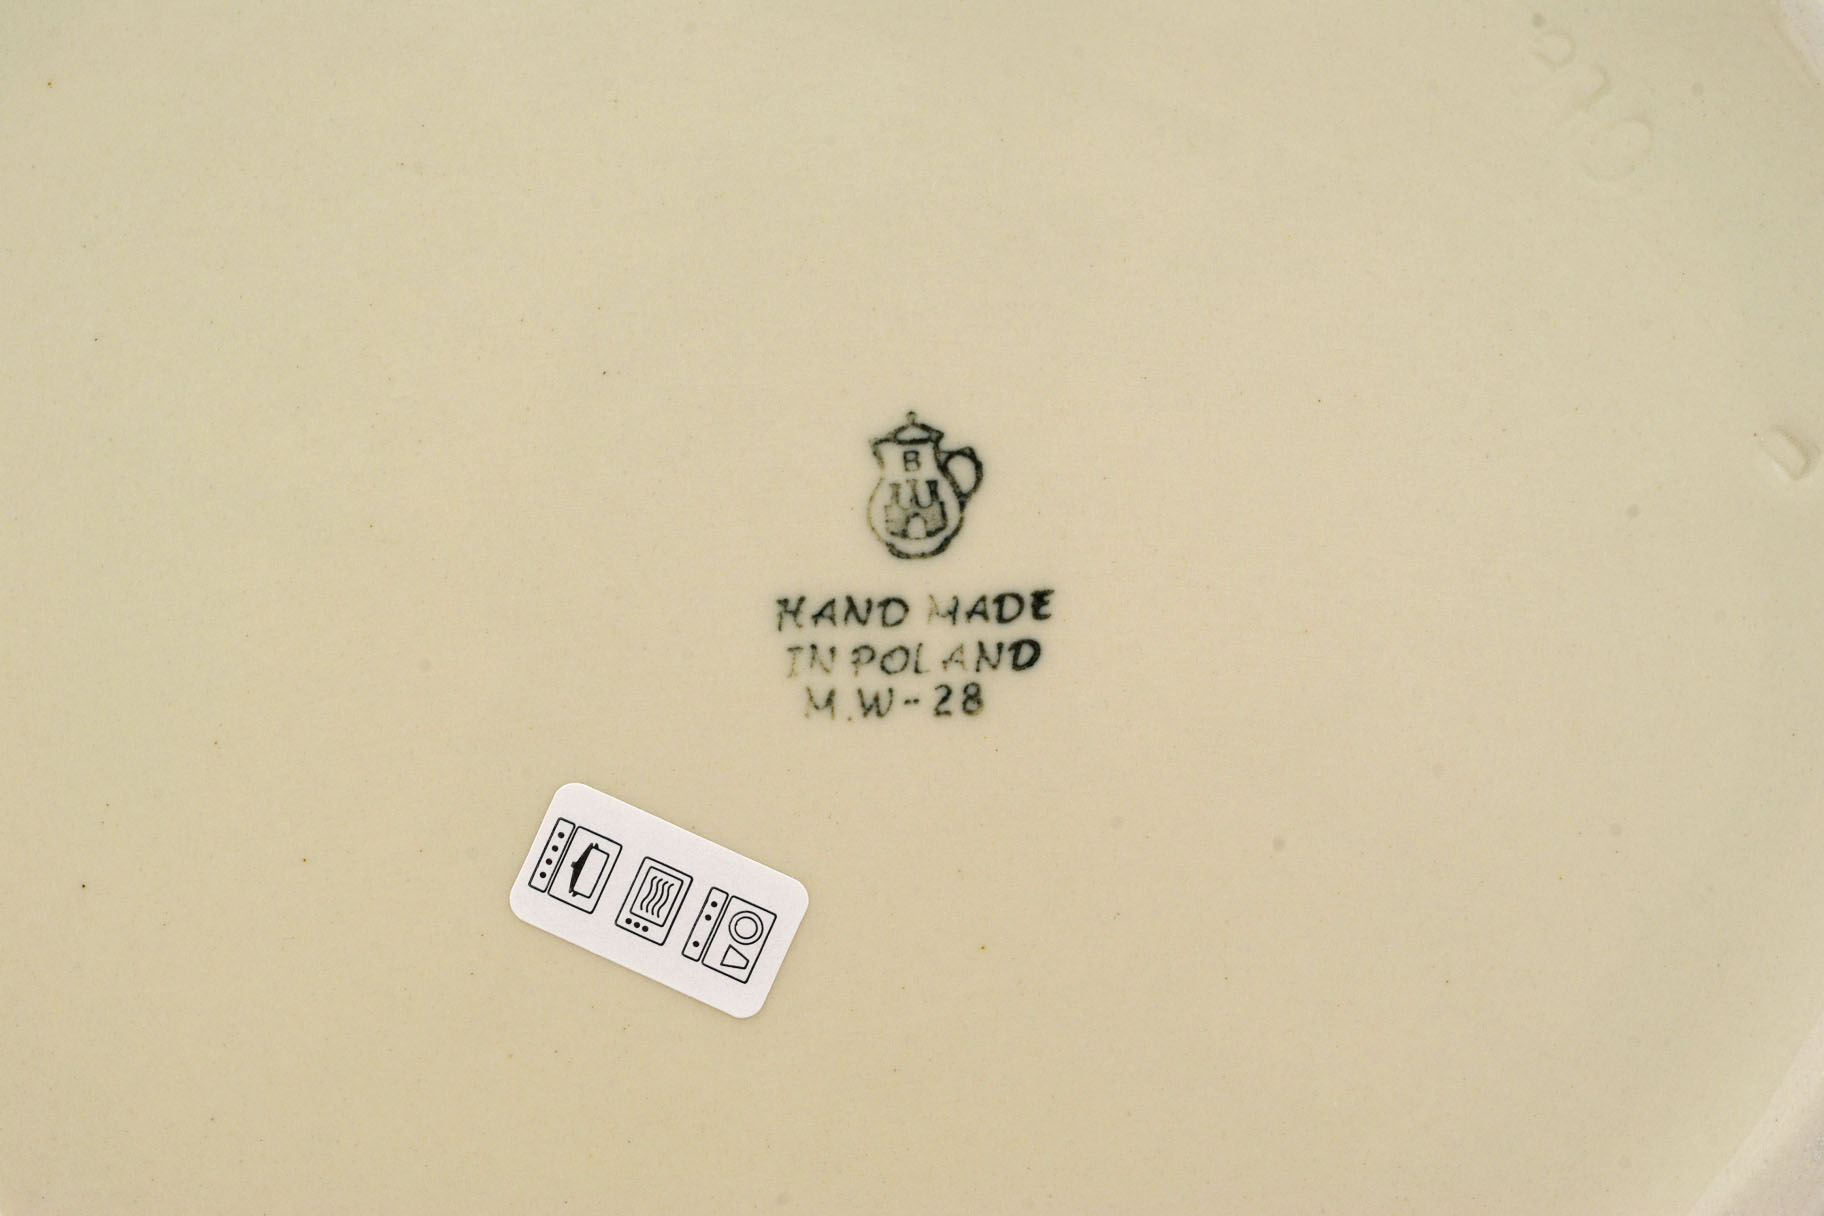 B
HAND MADE
IN POLAND
M.W-28